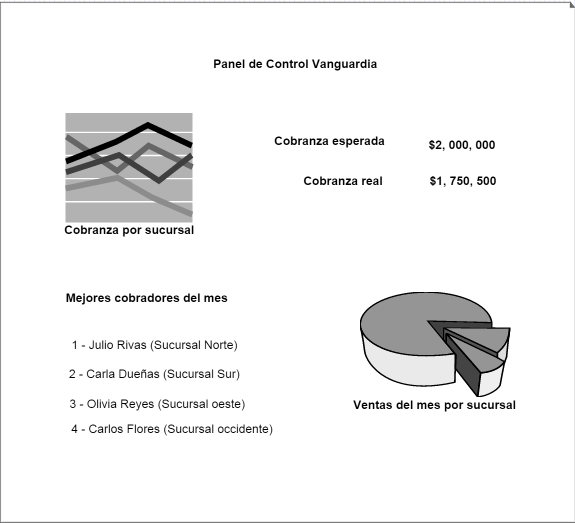 Panel de Control Vanguardia
Cobranza esperada $2, 000, 000
Cobranza real $1, 750, 500
Cobranza por sucursal
Mejores cobradores del mes
1 - Julio Rivas (Sucursal Norte)
2 - Carla Dueñas (Sucursal Sur)
3 - Olivia Reyes (Sucursal oeste)
4 - Carlos Flores (Sucursal occidente)
Ventas del mes por sucursal